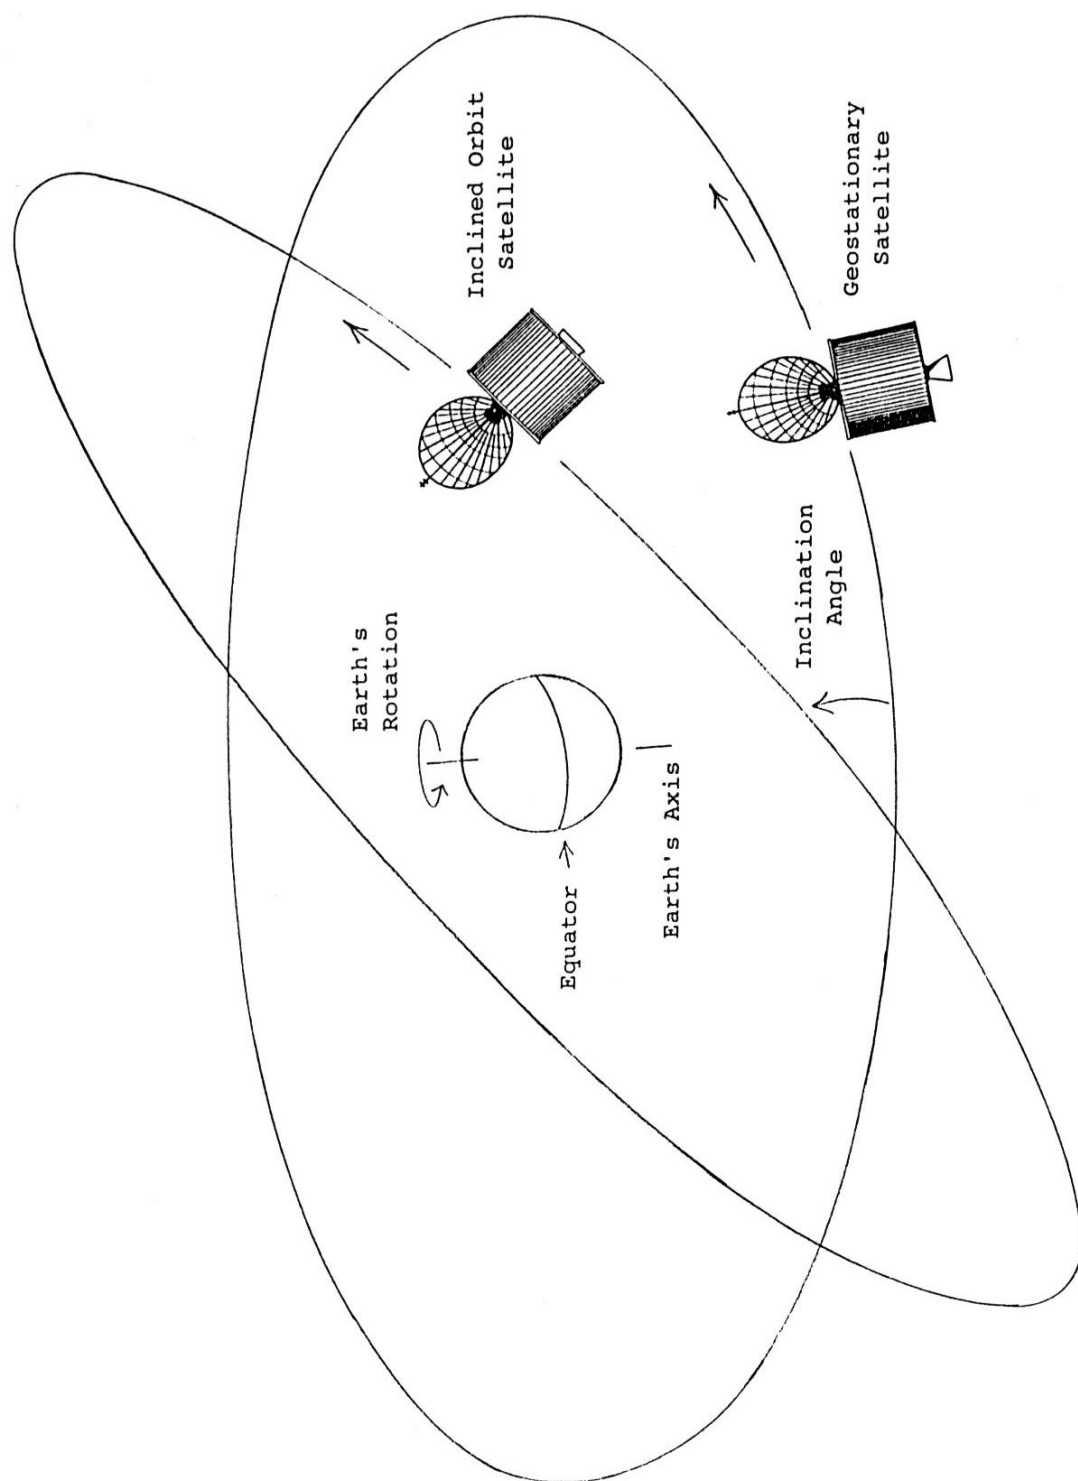 Inclined Orbit
Satellite
Geostationary
Satellite
Earth's
Rotation
Inclination
Angle
Equator
Earth's Axis